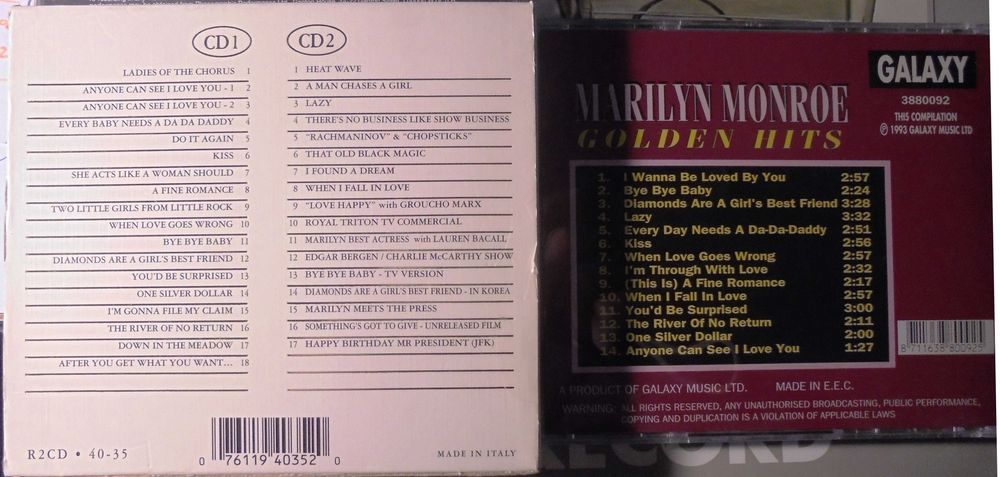 CD1
LADIES OF THE CHORUS 1
ANYONE CAN SEE I LOVE YOU - 1 2
ANYONE CAN SEE I LOVE YOU - 2 3
EVERY BABY NEEDS A DA DA DADDY 4
DO IT AGAIN 5
KISS 6
SHE ACTS LIKE A WOMAN SHOULD 7
A FINE ROMANCE 8
TWO LITTLE GIRLS FROM LITTLE ROCK 9
WHEN LOVE GOES WRONG 10
BYE BYE BABY 11
DIAMONDS ARE A GIRL'S BEST FRIEND 12
YOU'D BE SURPRISED 13
ONE SILVER DOLLAR 14
I'M GONNA FILE MY CLAIM 15
THE RIVER OF NO RETURN 16
DOWN IN THE MEADOW 17
AFTER YOU GET WHAT YOU WANT... 18
CD2
1 HEAT WAVE
2 A MAN CHASES A GIRL
3 LAZY
4 THERE'S NO BUSINESS LIKE SHOW BUSINESS
5 "RACHMANINOV" & "CHOPSTICKS"
6 THAT OLD BLACK MAGIC
7 I FOUND A DREAM
8 WHEN I FALL IN LOVE
9 "LOVE HAPPY" with GROUCHO MARX
10 ROYAL TRITON TV COMMERCIAL
11 MARILYN BEST ACTRESS with LAUREN BACALL
12 EDGAR BERGEN / CHARLIE McCARTHY SHOW
13 BYE BYE BABY - TV VERSION
14 DIAMONDS ARE A GIRL'S BEST FRIEND - IN KOREA
15 MARILYN MEETS THE PRESS
16 SOMETHING'S GOT TO GIVE - UNRELEASED FILM
17 HAPPY BIRTHDAY MR PRESIDENT (JFK)
R2CD • 40-35
0 76119 40352 0
MADE IN ITALY
GALAXY
3880092
THIS COMPILATION
℗ 1993 GALAXY MUSIC LTD
MARILYN MONROE
GOLDEN HITS
1. I Wanna Be Loved By You 2:57
2. Bye Bye Baby 2:24
3. Diamonds Are A Girl's Best Friend 3:28
4. Lazy 3:32
5. Every Day Needs A Da-Da-Daddy 2:51
6. Kiss 2:56
7. When Love Goes Wrong 2:57
8. I'm Through With Love 2:32
9. (This Is) A Fine Romance 2:17
10. When I Fall In Love 2:57
11. You'd Be Surprised 3:00
12. The River Of No Return 2:11
13. One Silver Dollar 2:00
14. Anyone Can See I Love You 1:27
8 711638 800925
A PRODUCT OF GALAXY MUSIC LTD. MADE IN E.E.C.
WARNING: ALL RIGHTS RESERVED, ANY UNAUTHORISED BROADCASTING, PUBLIC PERFORMANCE,
COPYING AND DUPLICATION IS A VIOLATION OF APPLICABLE LAWS
RECORD